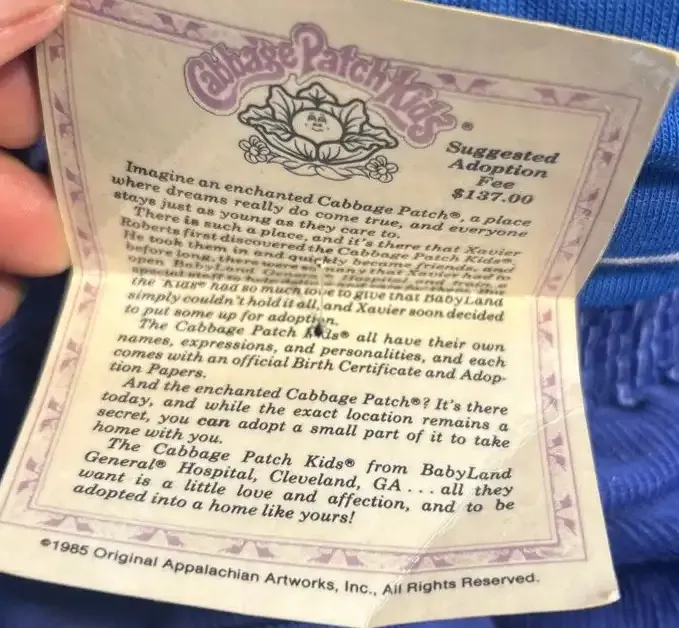 Cabbage Patch Kids®
Suggested
Adoption
Fee
$137.00
Imagine an enchanted Cabbage Patch®, a place
where dreams really do come true, and everyone
stays just as young as they care to.
There is such a place, and it's there that Xavier
Roberts first discovered the Cabbage Patch Kids®.
He took them in and quickly became friends, and
before long, there were so many that Xavier had to
open BabyLand General Hospital, and train a
special staff
the 'Kids® had so much love to give that BabyLand
simply couldn't hold it all, and Xavier soon decided
to put some up for adoption.
The Cabbage Patch Kids® all have their own
names, expressions, and personalities, and each
comes with an official Birth Certificate and Adop-
tion Papers.
And the enchanted Cabbage Patch®? It's there
today, and while the exact location remains a
secret, you can adopt a small part of it to take
home with you.
The Cabbage Patch Kids® from BabyLand
General® Hospital, Cleveland, GA . . . all they
want is a little love and affection, and to be
adopted into a home like yours!
©1985 Original Appalachian Artworks, Inc., All Rights Reserved.